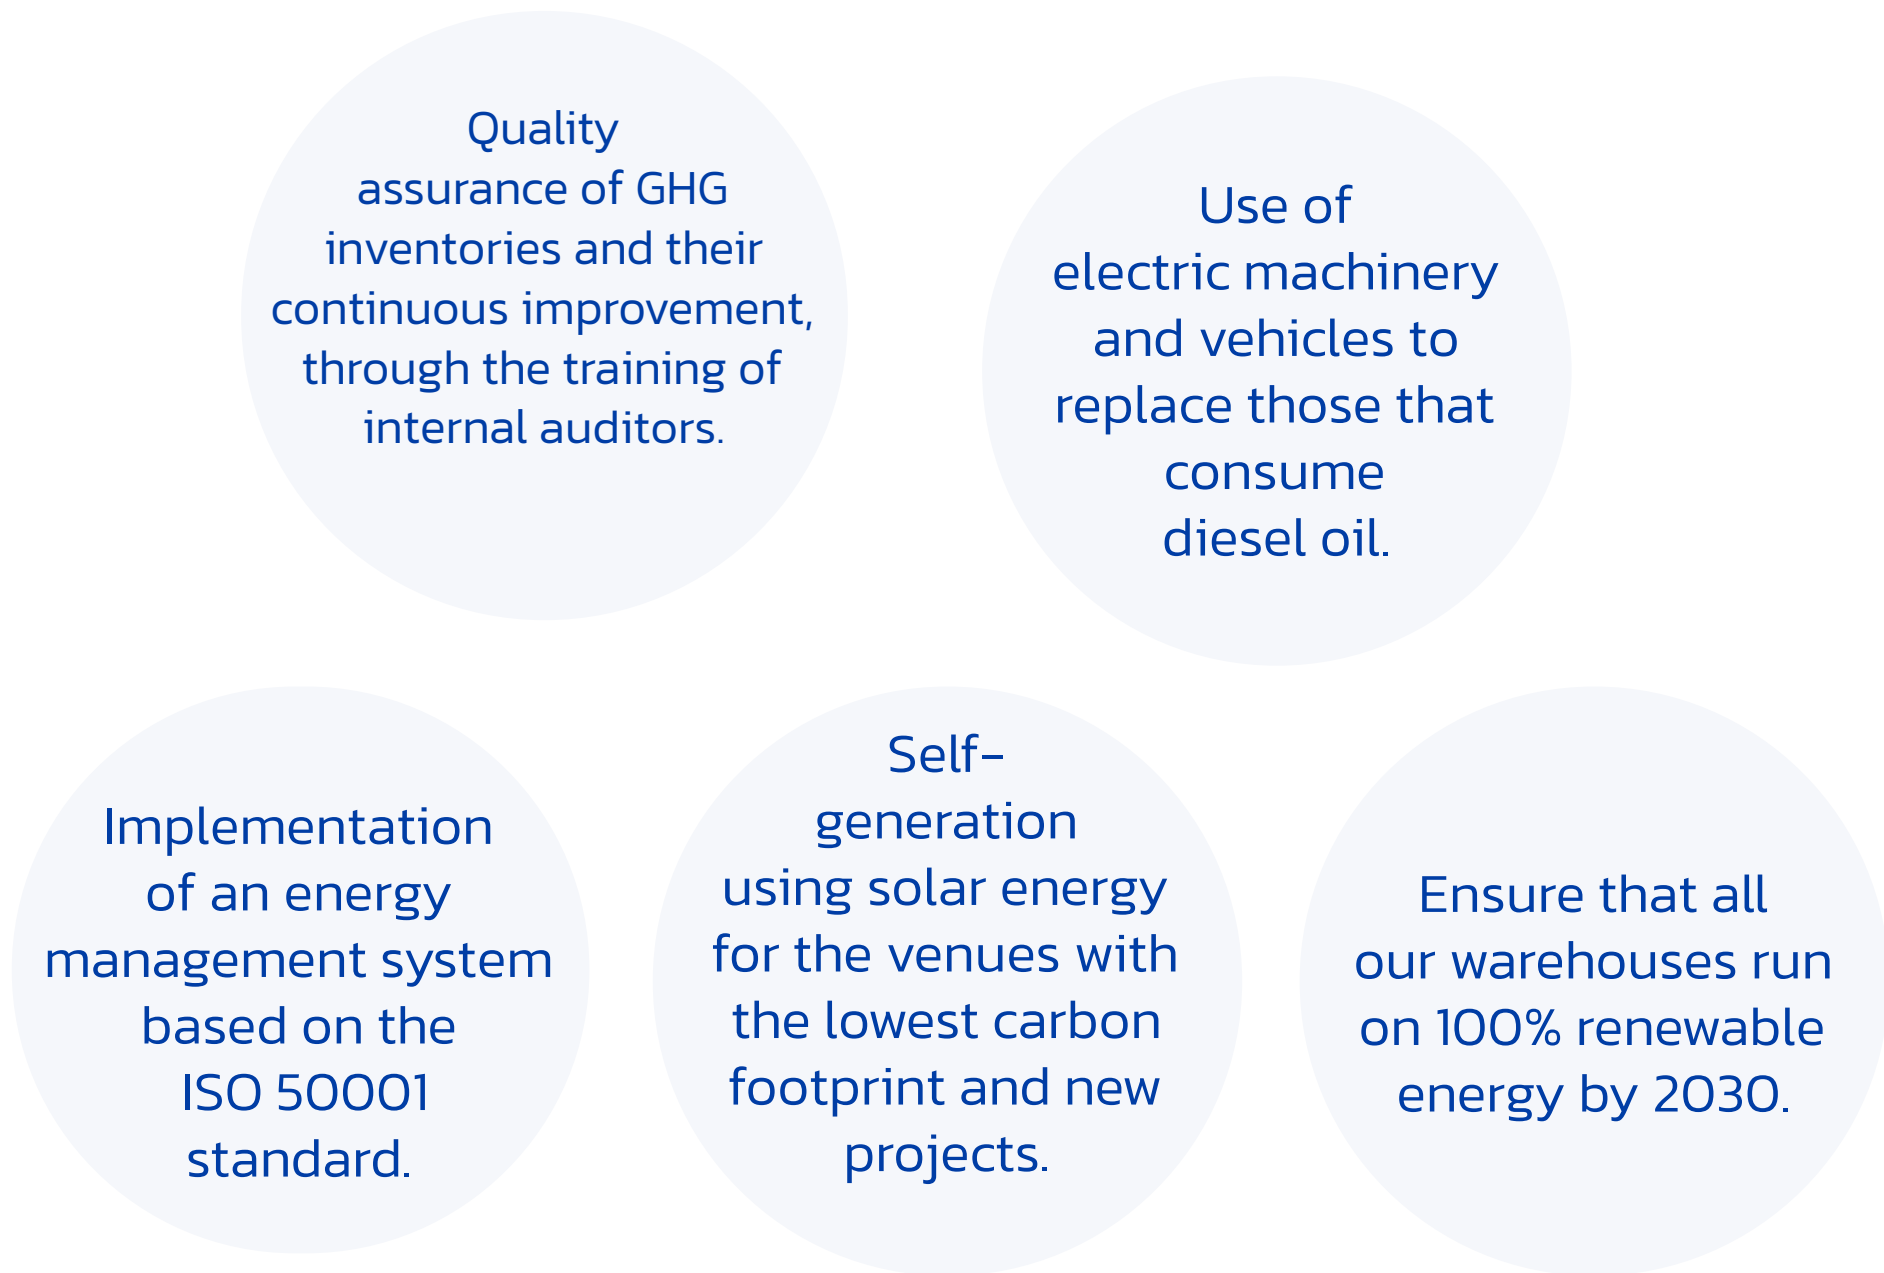 Quality
assurance of GHG
inventories and their
continuous improvement,
through the training of
internal auditors.
Use of
electric machinery
and vehicles to
replace those that
consume
diesel oil.
Implementation
of an energy
management system
based on the
ISO 50001
standard.
Self-
generation
using solar energy
for the venues with
the lowest carbon
footprint and new
projects.
Ensure that all
our warehouses run
on 100% renewable
energy by 2030.